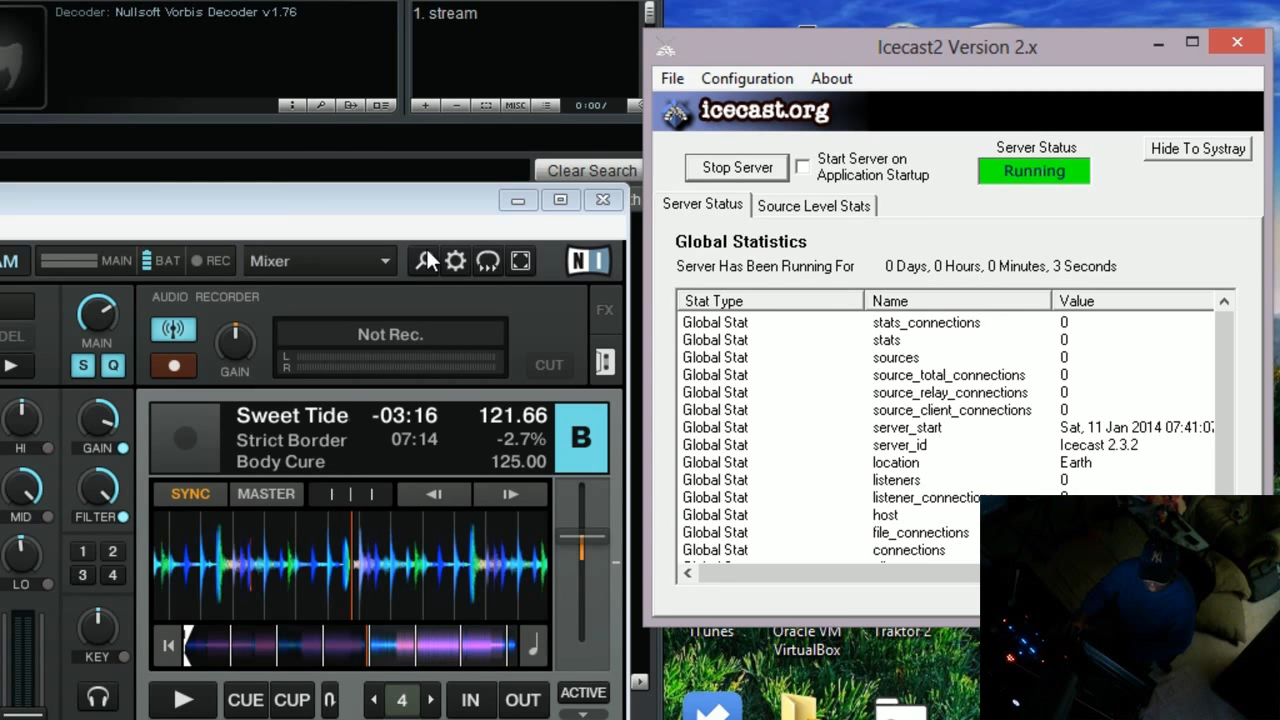 Decoder: Nullsoft Vorbis Decoder v1.76
1. stream
MISC
0:00/
Clear Search
Icecast2 Version 2.x
File Configuration About
icecast.org
Stop Server
Start Server on
Application Startup
Server Status
Running
Hide To Systray
Server Status Source Level Stats
Global Statistics
Server Has Been Running For 0 Days, 0 Hours, 0 Minutes, 3 Seconds
Stat Type Name Value
Global Stat stats_connections 0
Global Stat stats 0
Global Stat sources 0
Global Stat source_total_connections 0
Global Stat source_relay_connections 0
Global Stat source_client_connections 0
Global Stat server_start Sat, 11 Jan 2014 07:41:07
Global Stat server_id Icecast 2.3.2
Global Stat location Earth
Global Stat listeners 0
Global Stat listener_connectio
Global Stat host
Global Stat file_connections
Global Stat connections
AM MAIN BAT REC Mixer NI
AUDIO RECORDER
FX
MAIN
S Q
DEL
Not Rec.
L
R
GAIN
CUT
Sweet Tide -03:16 121.66
Strict Border 07:14 -2.7%
Body Cure 125.00
B
HI GAIN
SYNC MASTER
MID FILTER
1 2
3 4
LO
KEY
CUE CUP 4 IN OUT ACTIVE
iTunes
Oracle VM
VirtualBox
Traktor 2